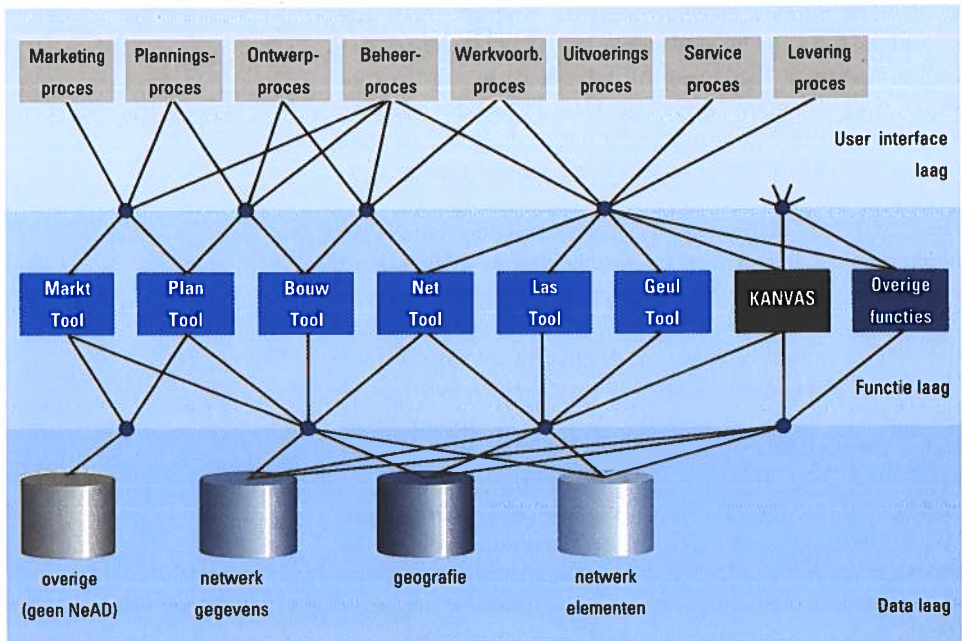 Marketing
proces
Plannings-
proces
Ontwerp-
proces
Beheer-
proces
Werkvoorb.
proces
Uitvoerings
proces
Service
proces
Levering
proces
User interface
laag
Markt
Tool
Plan
Tool
Bouw
Tool
Net
Tool
Las
Tool
Geul
Tool
KANVAS
Overige
functies
Functie laag
overige
(geen NeAD)
netwerk
gegevens
geografie
netwerk
elementen
Data laag